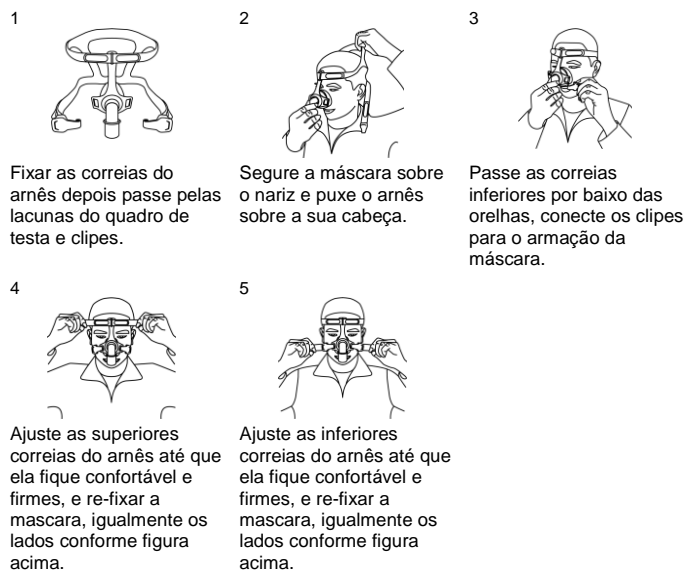 1
Fixar as correias do
arnês depois passe pelas
lacunas do quadro de
testa e clipes.
2
Segure a máscara sobre
o nariz e puxe o arnês
sobre a sua cabeça.
3
Passe as correias
inferiores por baixo das
orelhas, conecte os clipes
para o armação da
máscara.
4
Ajuste as superiores
correias do arnês até que
ela fique confortável e
firmes, e re-fixar a
mascara, igualmente os
lados conforme figura
acima.
5
Ajuste as inferiores
correias do arnês até que
ela fique confortável e
firmes, e re-fixar a
mascara, igualmente os
lados conforme figura
acima.